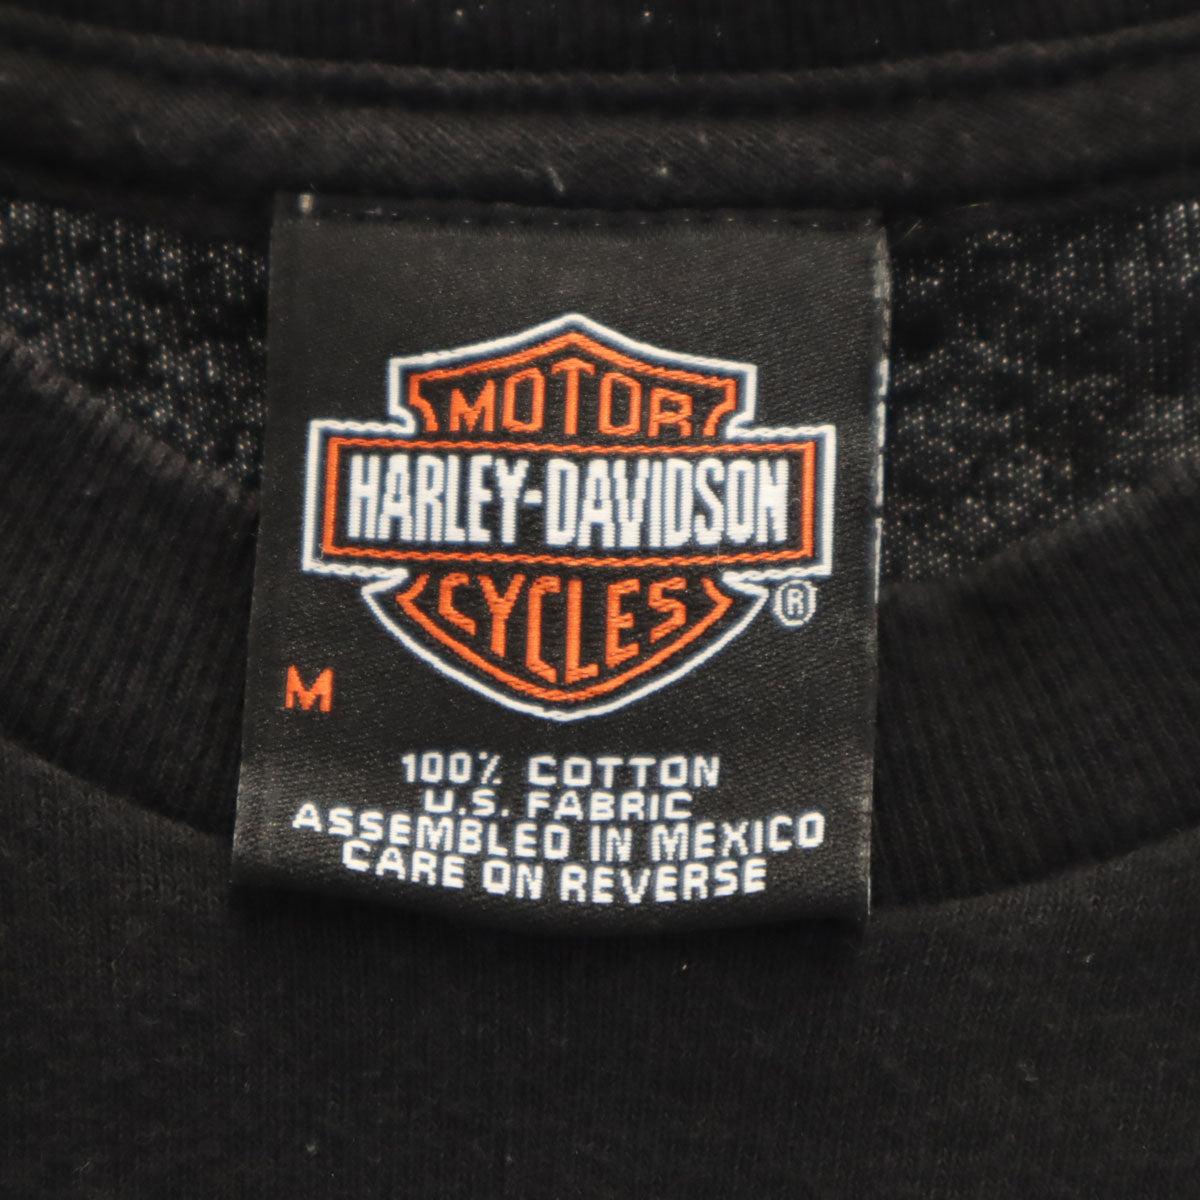 MOTOR
HARLEY-DAVIDSON
CYCLES
®
M
100% COTTON
U.S. FABRIC
ASSEMBLED IN MEXICO
CARE ON REVERSE